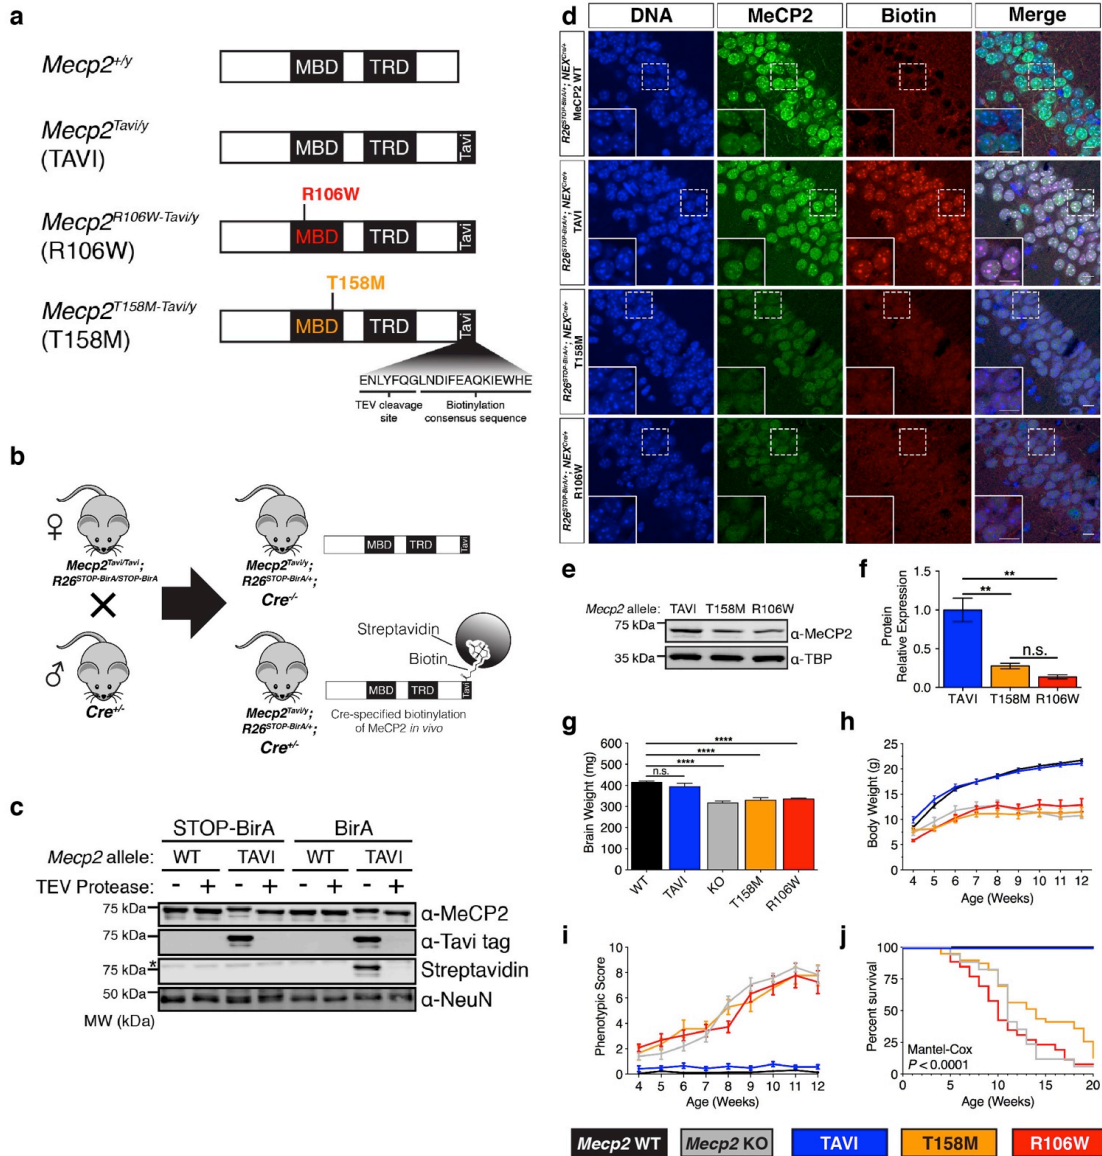 a
Mecp2+/y
MBD TRD
Mecp2Tavi/y
(TAVI)
MBD TRD Tavi
R106W
Mecp2R106W-Tavi/y
(R106W)
MBD TRD Tavi
T158M
Mecp2T158M-Tavi/y
(T158M)
MBD TRD Tavi
ENLYFQGLNDIFEAQKIEWHE
TEV cleavage
site
Biotinylation
consensus sequence
b
♀
Mecp2Tavi/Tavi;
R26STOP-BirA/STOP-BirA
×
♂
Cre+/-
Mecp2Tavi/y;
R26STOP-BirA/+;
Cre-/-
MBD TRD Tavi
Mecp2Tavi/y;
R26STOP-BirA/+;
Cre+/-
Streptavidin
Biotin
MBD TRD Tavi
Cre-specified biotinylation
of MeCP2 in vivo
c
STOP-BirA BirA
Mecp2 allele: WT TAVI WT TAVI
TEV Protease: - + - + - + - +
75 kDa α-MeCP2
75 kDa α-Tavi tag
*
75 kDa Streptavidin
50 kDa α-NeuN
MW (kDa)
d
DNA MeCP2 Biotin Merge
R26STOP-BirA/+; NEXCre/+
MeCP2 WT
R26STOP-BirA/+; NEXCre/+
TAVI
R26STOP-BirA/+; NEXCre/+
T158M
R26STOP-BirA/+; NEXCre/+
R106W
e
Mecp2 allele: TAVI T158M R106W
75 kDa α-MeCP2
35 kDa α-TBP
f
Protein
Relative Expression
1.5
1.0
0.5
0.0
**
**
n.s.
TAVI T158M R106W
g
Brain Weight (mg)
600
500
400
300
200
100
0
****
****
****
n.s.
WT TAVI KO T158M R106W
h
Body Weight (g)
25
20
15
10
5
0
4 5 6 7 8 9 10 11 12
Age (Weeks)
i
Phenotypic Score
10
8
6
4
2
0
4 5 6 7 8 9 10 11 12
Age (Weeks)
j
Percent survival
100
75
50
25
0
Mantel-Cox
P < 0.0001
0 5 10 15 20
Age (Weeks)
Mecp2 WT Mecp2 KO TAVI T158M R106W